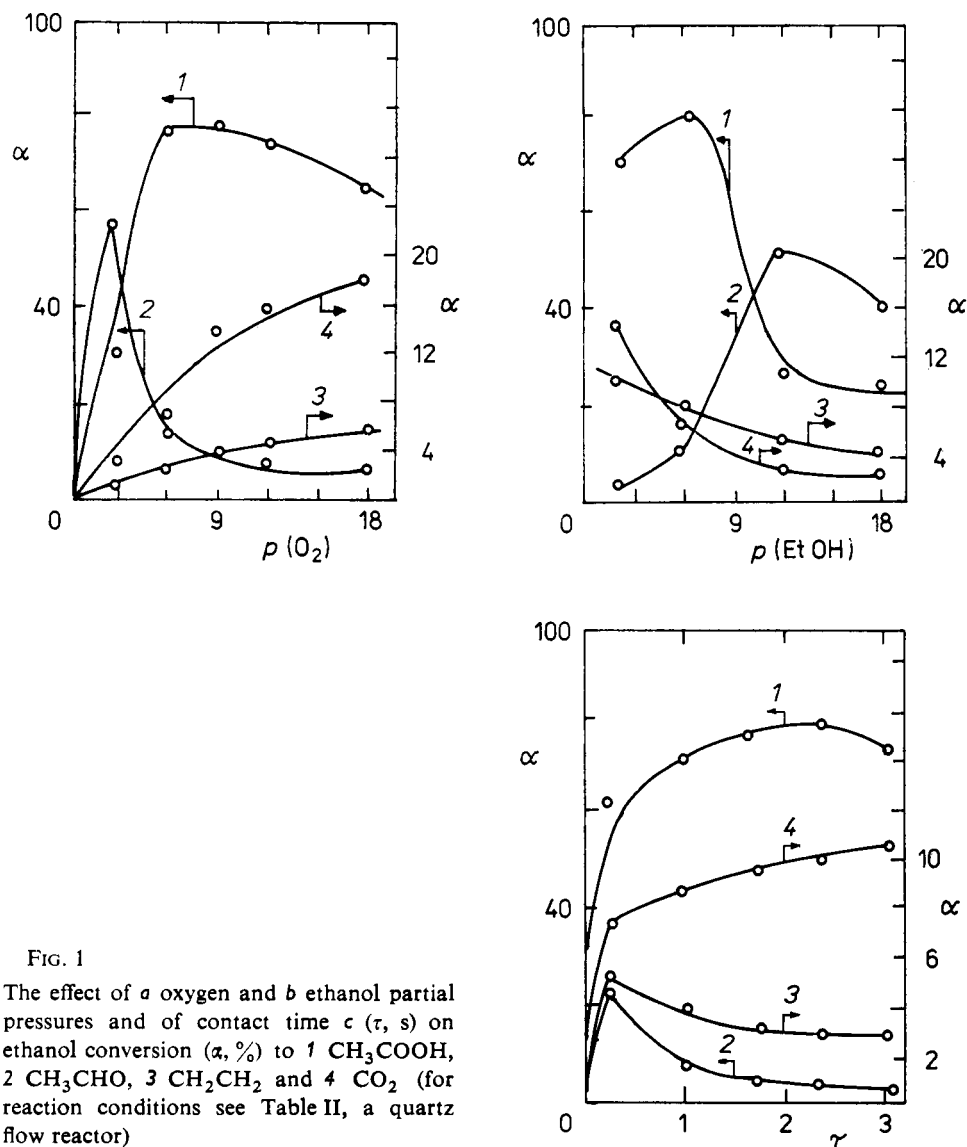 100
α
40
0
1
2
4
3
20
α
12
4
9
18
p (O₂)
100
α
40
0
1
2
3
4
20
α
12
4
9
18
p (EtOH)
100
α
40
0
1
4
3
2
10
α
6
2
1
2
3
τ
FIG. 1
The effect of a oxygen and b ethanol partial
pressures and of contact time c (τ, s) on
ethanol conversion (α, %) to 1 CH₃COOH,
2 CH₃CHO, 3 CH₂CH₂ and 4 CO₂ (for
reaction conditions see Table II, a quartz
flow reactor)